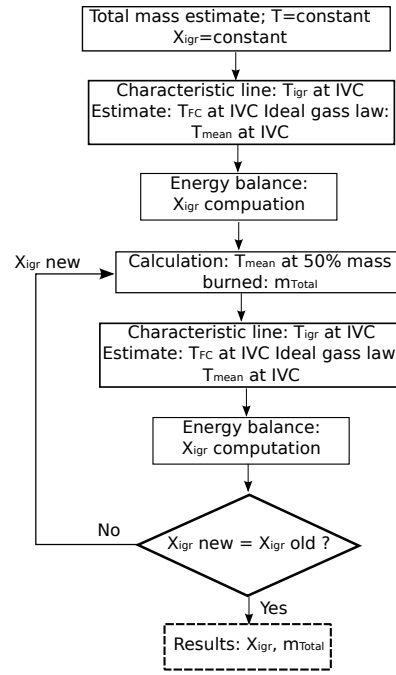 Total mass estimate; T=constant
Xigr=constant
Characteristic line: Tigr at IVC
Estimate: TFC at IVC Ideal gass law:
Tmean at IVC
Energy balance:
Xigr compuation
Xigr new
Calculation: Tmean at 50% mass
burned: mTotal
Characteristic line: Tigr at IVC
Estimate: TFC at IVC Ideal gass law
Tmean at IVC
Energy balance:
Xigr computation
No
Xigr new = Xigr old ?
Yes
Results: Xigr, mTotal